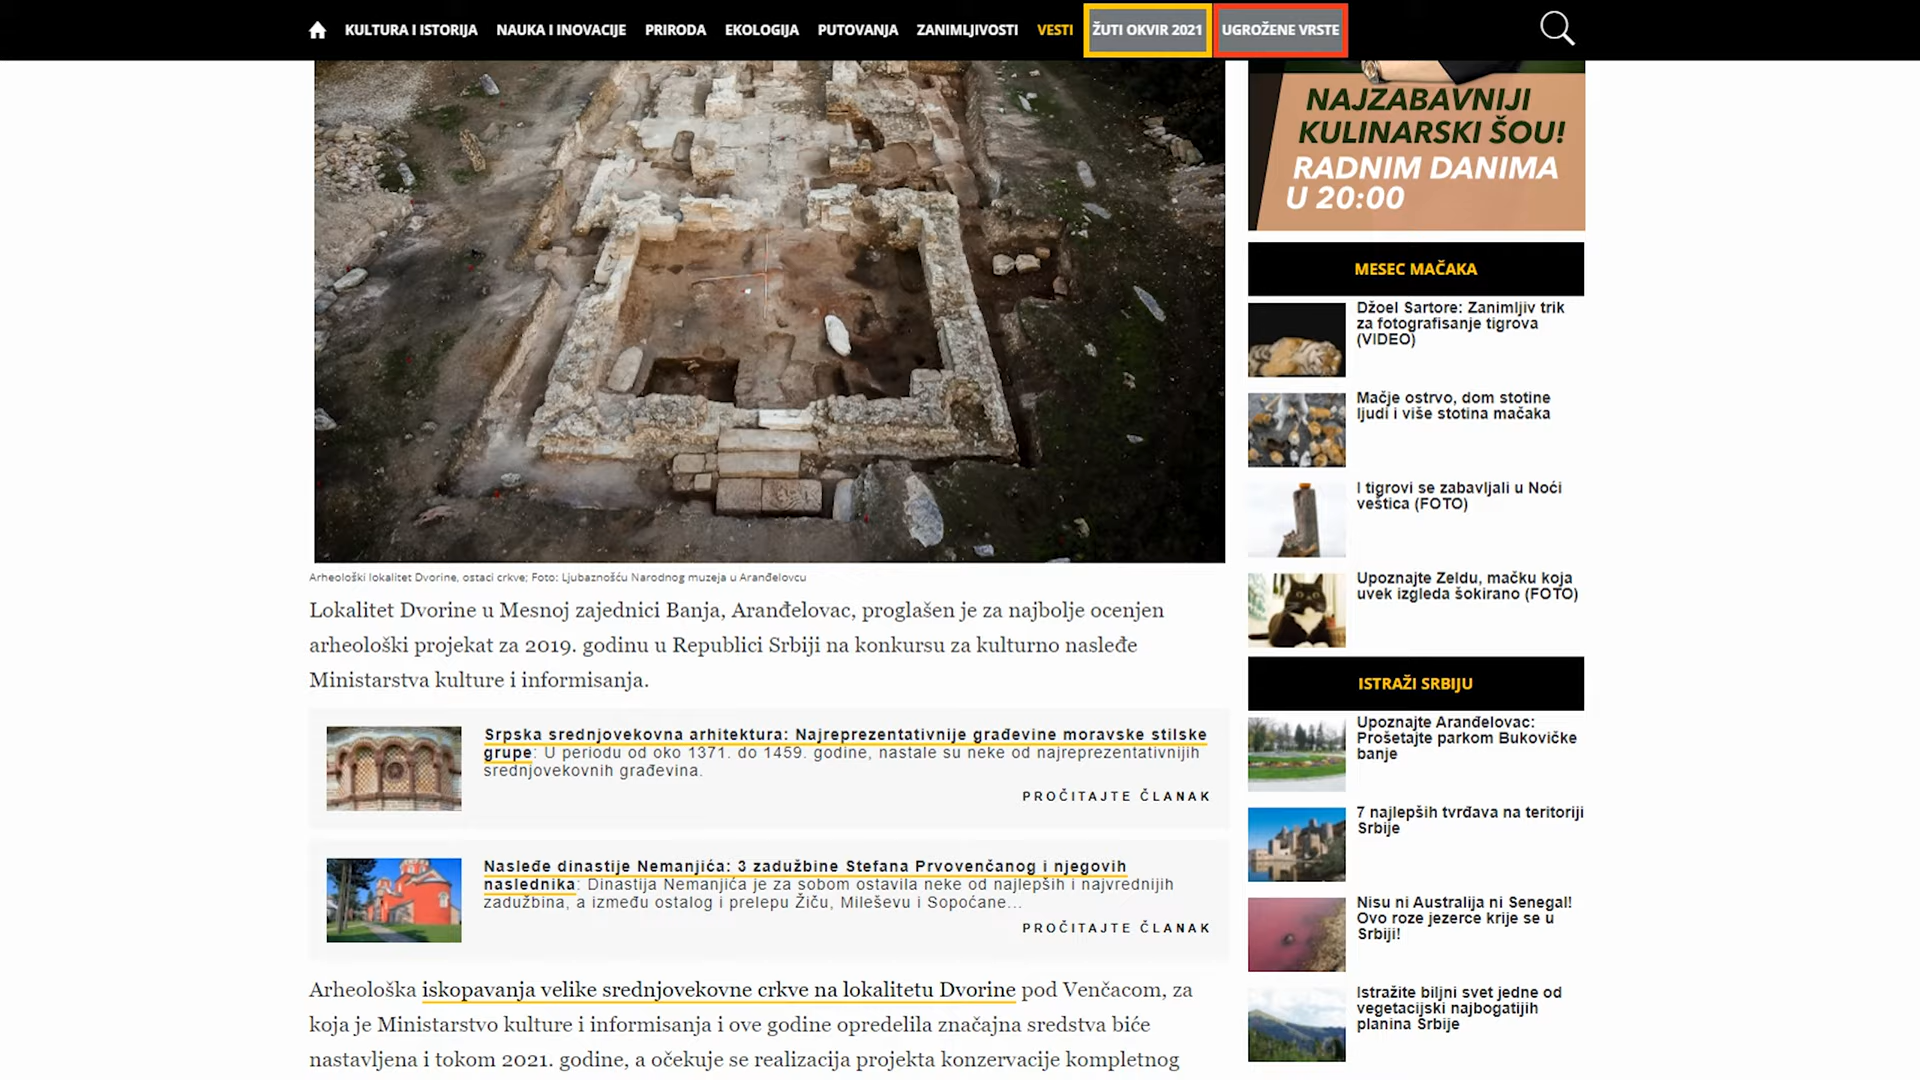 KULTURA I ISTORIJA NAUKA I INOVACIJE PRIRODA EKOLOGIJA PUTOVANJA ZANIMLJIVOSTI VESTI ŽUTI OKVIR 2021 UGROŽENE VRSTE
Arheološki lokalitet Dvorine, ostaci crkve; Foto: Ljubaznošću Narodnog muzeja u Aranđelovcu
Lokalitet Dvorine u Mesnoj zajednici Banja, Aranđelovac, proglašen je za najbolje ocenjen
arheološki projekat za 2019. godinu u Republici Srbiji na konkursu za kulturno nasleđe
Ministarstva kulture i informisanja.
Srpska srednjovekovna arhitektura: Najreprezentativnije građevine moravske stilske
grupe: U periodu od oko 1371. do 1459. godine, nastale su neke od najreprezentativnijih
srednjovekovnih građevina.
PROČITAJTE ČLANAK
Nasleđe dinastije Nemanjića: 3 zadužbine Stefana Prvovenčanog i njegovih
naslednika: Dinastija Nemanjića je za sobom ostavila neke od najlepših i najvrednijih
zadužbina, a između ostalog i prelepu Žiču, Mileševu i Sopoćane...
PROČITAJTE ČLANAK
Arheološka iskopavanja velike srednjovekovne crkve na lokalitetu Dvorine pod Venčacom, za
koja je Ministarstvo kulture i informisanja i ove godine opredelila značajna sredstva biće
nastavljena i tokom 2021. godine, a očekuje se realizacija projekta konzervacije kompletnog
NAJZABAVNIJI
KULINARSKI ŠOU!
RADNIM DANIMA
U 20:00
MESEC MAČAKA
Džoel Sartore: Zanimljiv trik
za fotografisanje tigrova
(VIDEO)
Mačje ostrvo, dom stotine
ljudi i više stotina mačaka
I tigrovi se zabavljali u Noći
veštica (FOTO)
Upoznajte Zeldu, mačku koja
uvek izgleda šokirano (FOTO)
ISTRAŽI SRBIJU
Upoznajte Aranđelovac:
Prošetajte parkom Bukovičke
banje
7 najlepših tvrđava na teritoriji
Srbije
Nisu ni Australija ni Senegal!
Ovo roze jezerce krije se u
Srbiji!
Istražite biljni svet jedne od
vegetacijski najbogatijih
planina Srbije